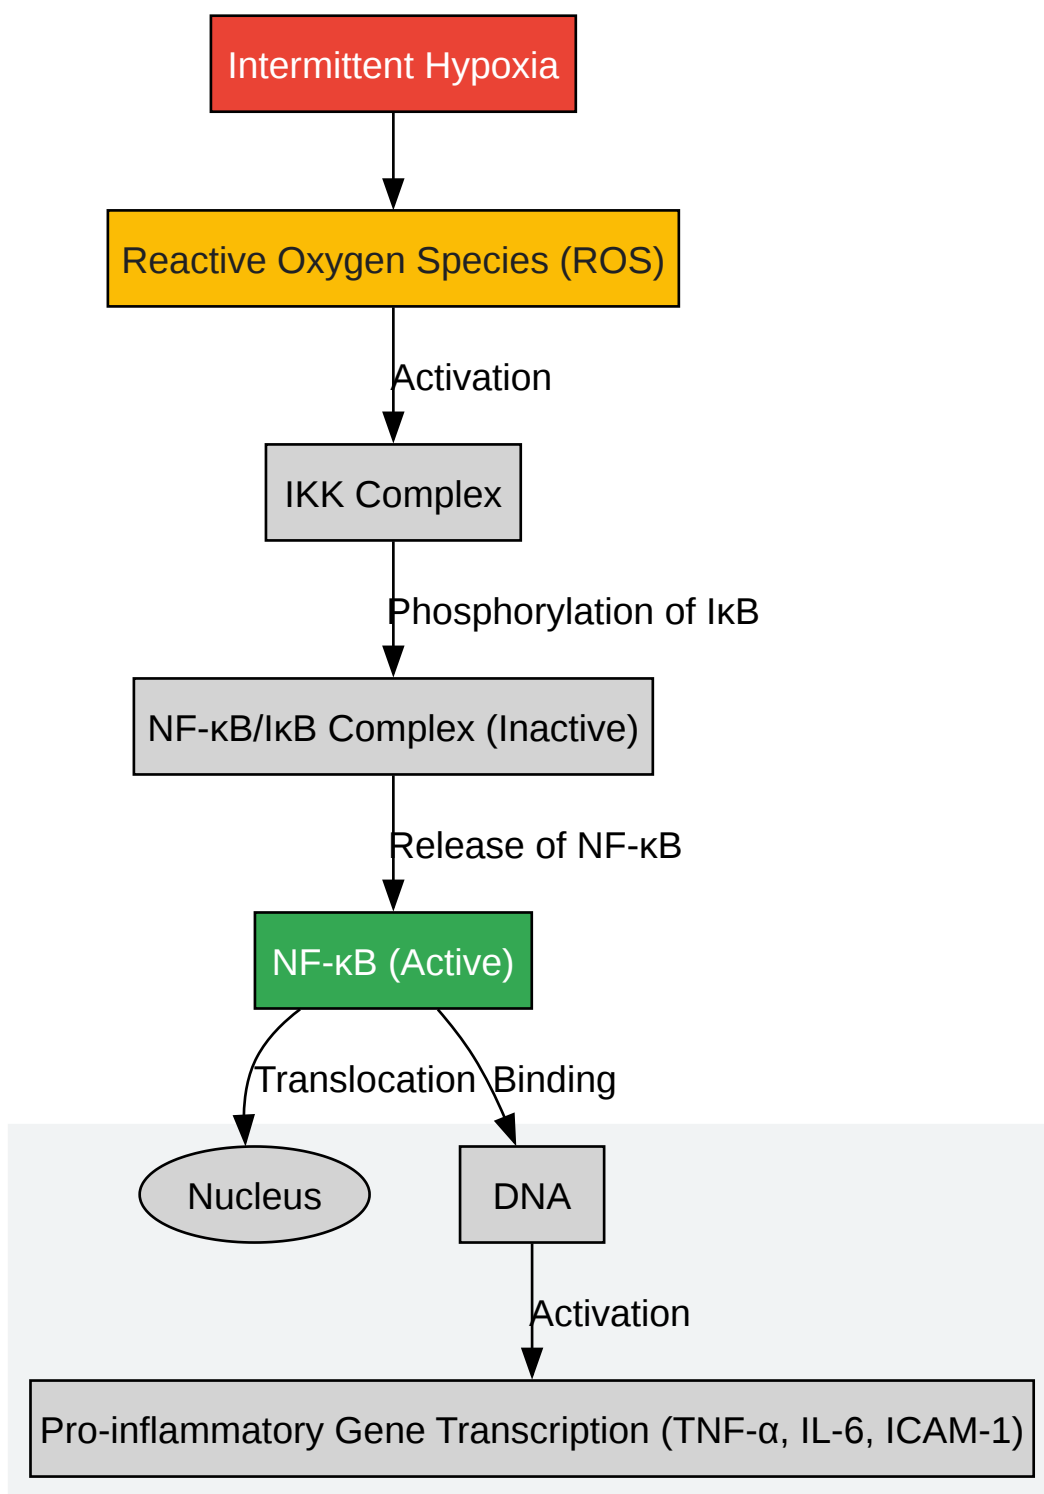 Intermittent Hypoxia
Reactive Oxygen Species (ROS)
Activation
IKK Complex
Phosphorylation of IκB
NF-κB/IκB Complex (Inactive)
Release of NF-κB
NF-κB (Active)
Translocation
Binding
Nucleus
DNA
Activation
Pro-inflammatory Gene Transcription (TNF-α, IL-6, ICAM-1)